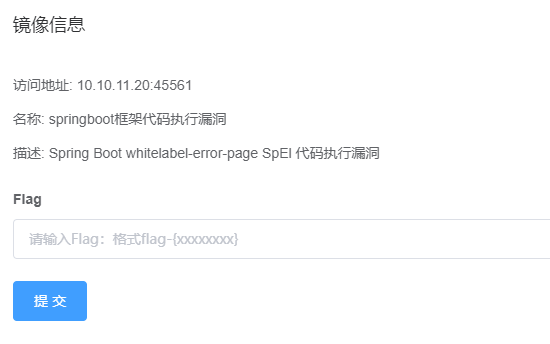 镜像信息
访问地址: 10.10.11.20:45561
名称: springboot框架代码执行漏洞
描述: Spring Boot whitelabel-error-page SpEl 代码执行漏洞
Flag
请输入Flag：格式flag-{xxxxxxxx}
提 交